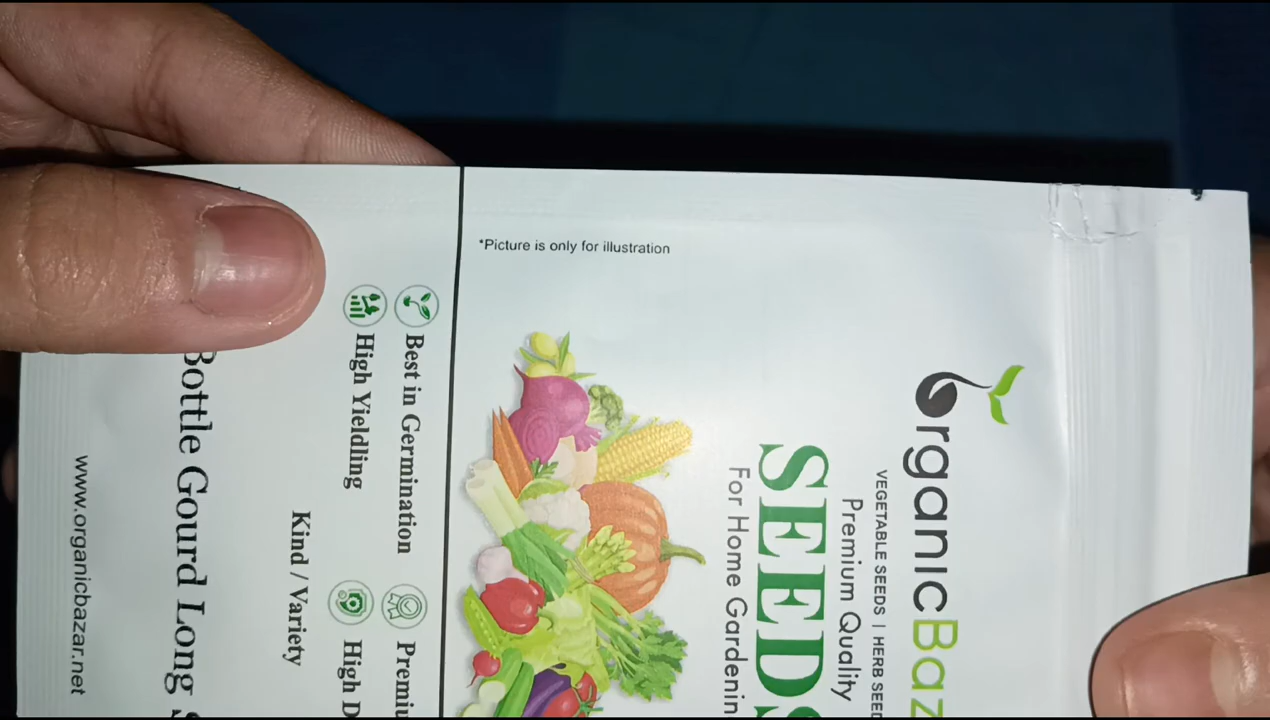 OrganicBaz
VEGETABLE SEEDS | HERB SEED
Premium Quality
SEEDS
For Home Gardenin
*Picture is only for illustration
Best in Germination
Premiu
High Yieldling
High D
Kind / Variety
Bottle Gourd Long S
www.organicbazar.net